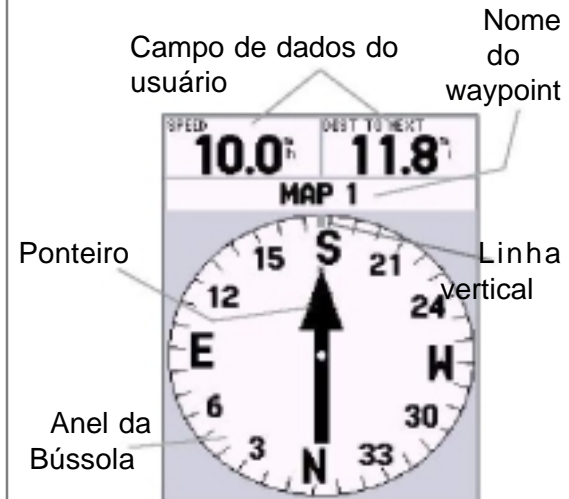 Nome
do
waypoint
Campo de dados do
usuário
SPEED
10.0 m h
DIST TO NEXT
11.8 m i
MAP 1
Ponteiro
Linha
vertical
S
15
21
12
24
E
W
6
30
3
33
N
Anel da
Bússola